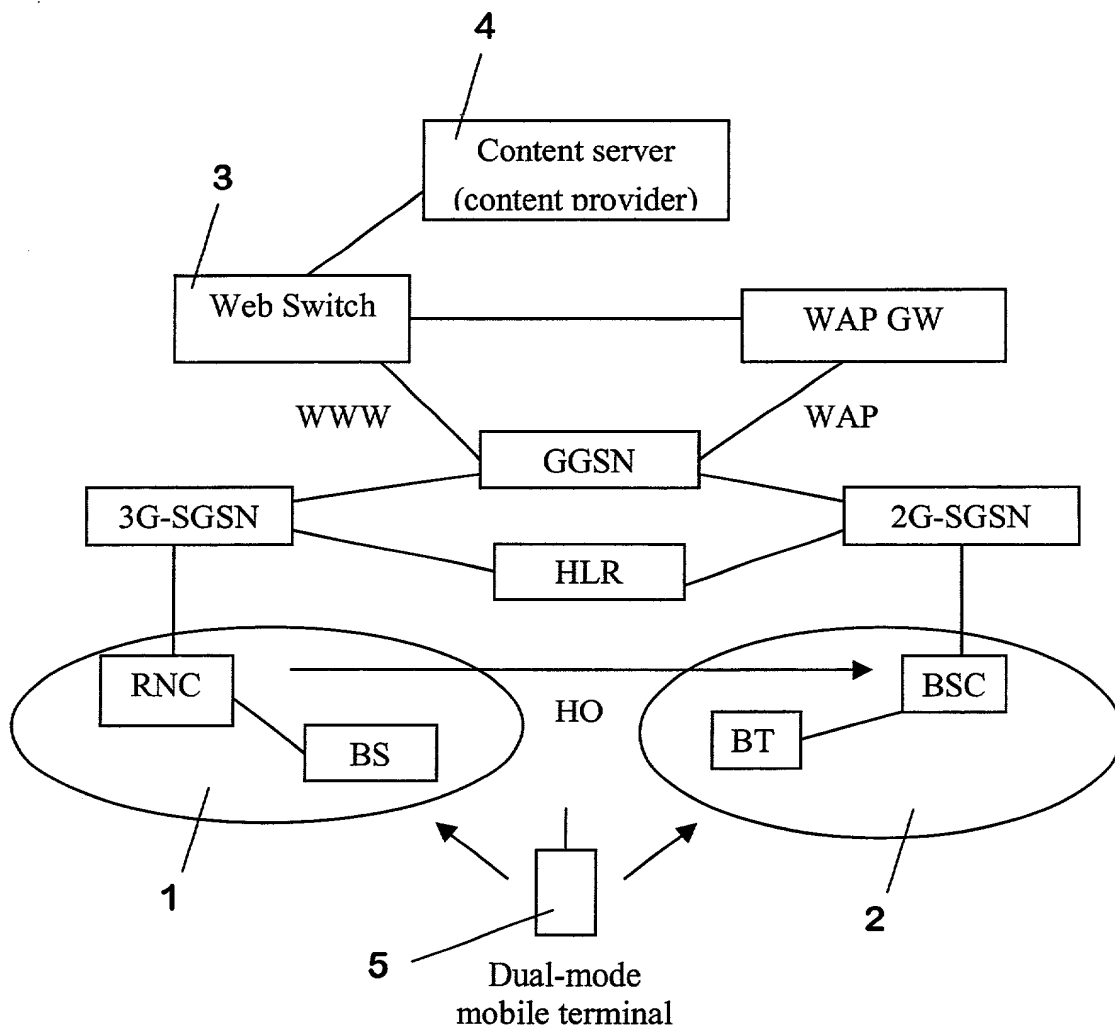 4
Content server
(content provider)
3
Web Switch
WAP GW
WWW
WAP
GGSN
3G-SGSN
2G-SGSN
HLR
RNC
HO
BSC
BS
BT
1
2
5
Dual-mode
mobile terminal